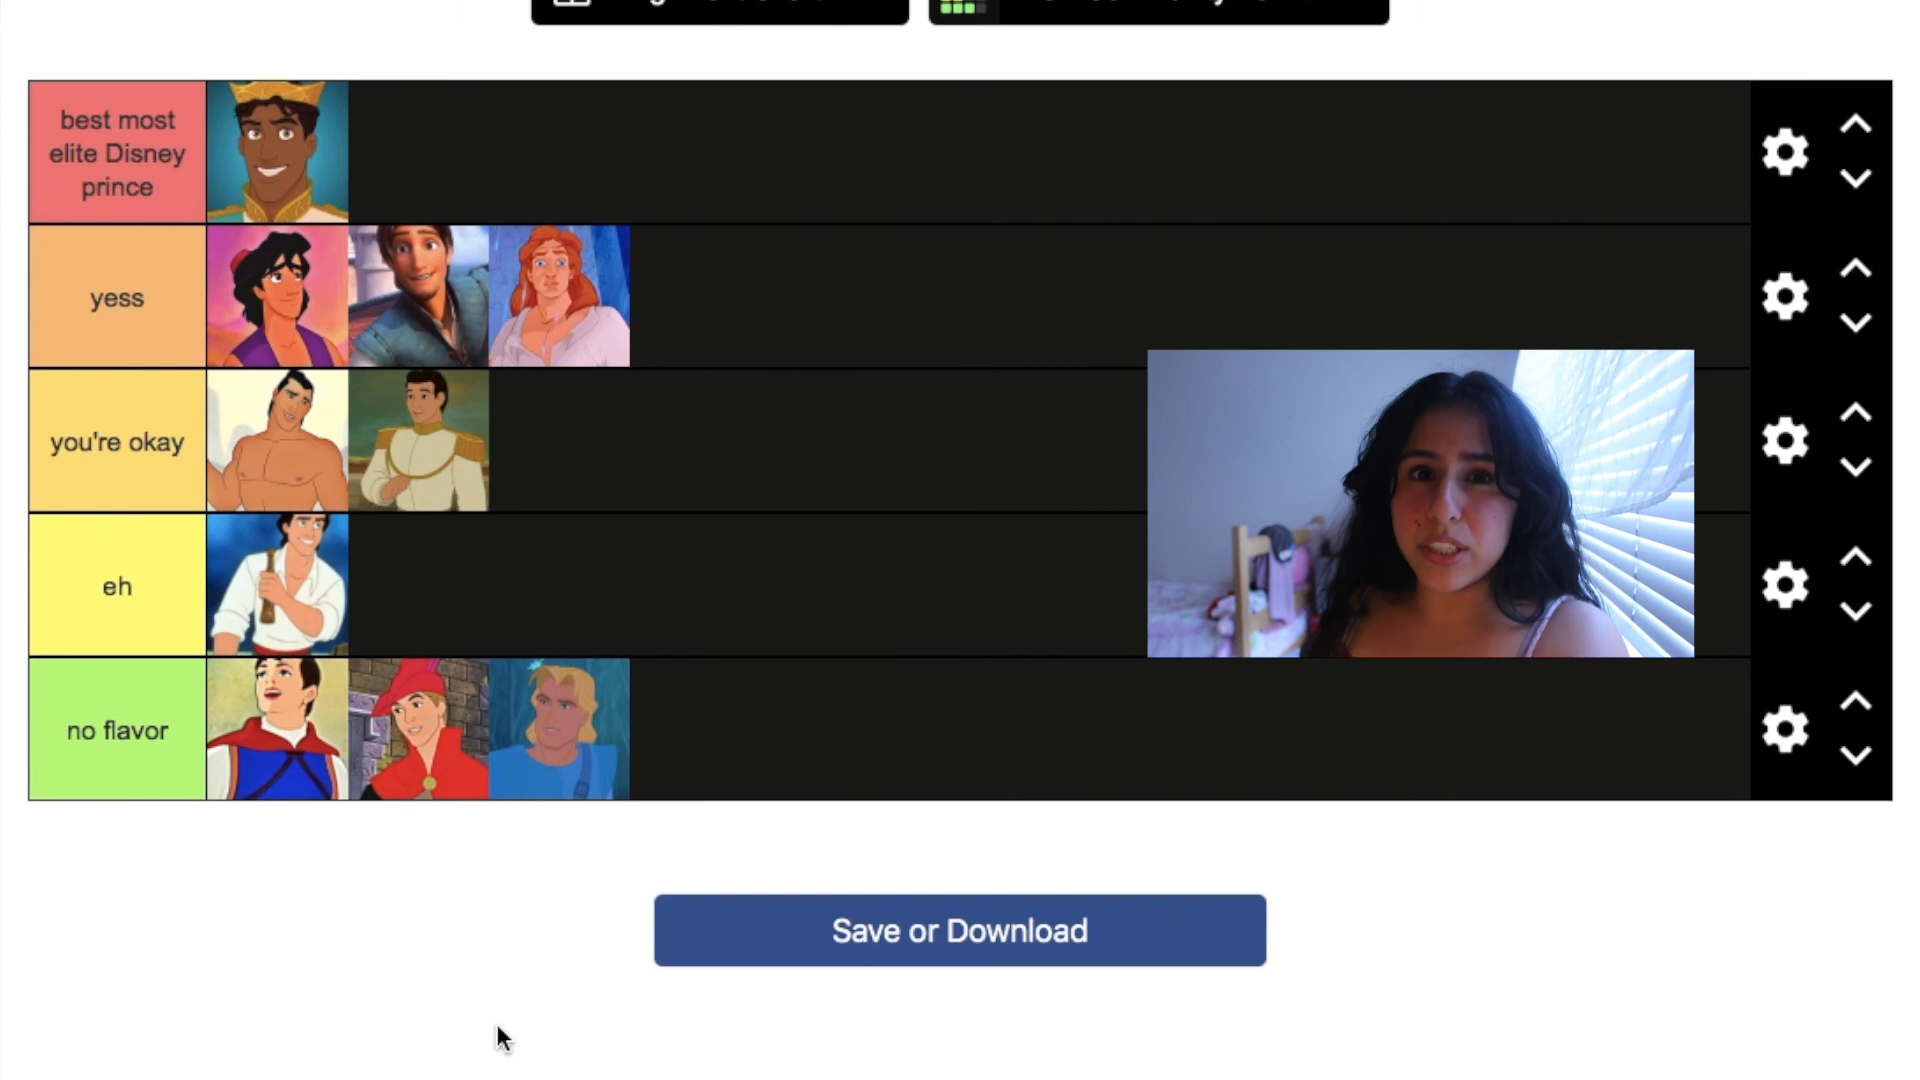 best most
elite Disney
prince
yess
you're okay
eh
no flavor
Save or Download